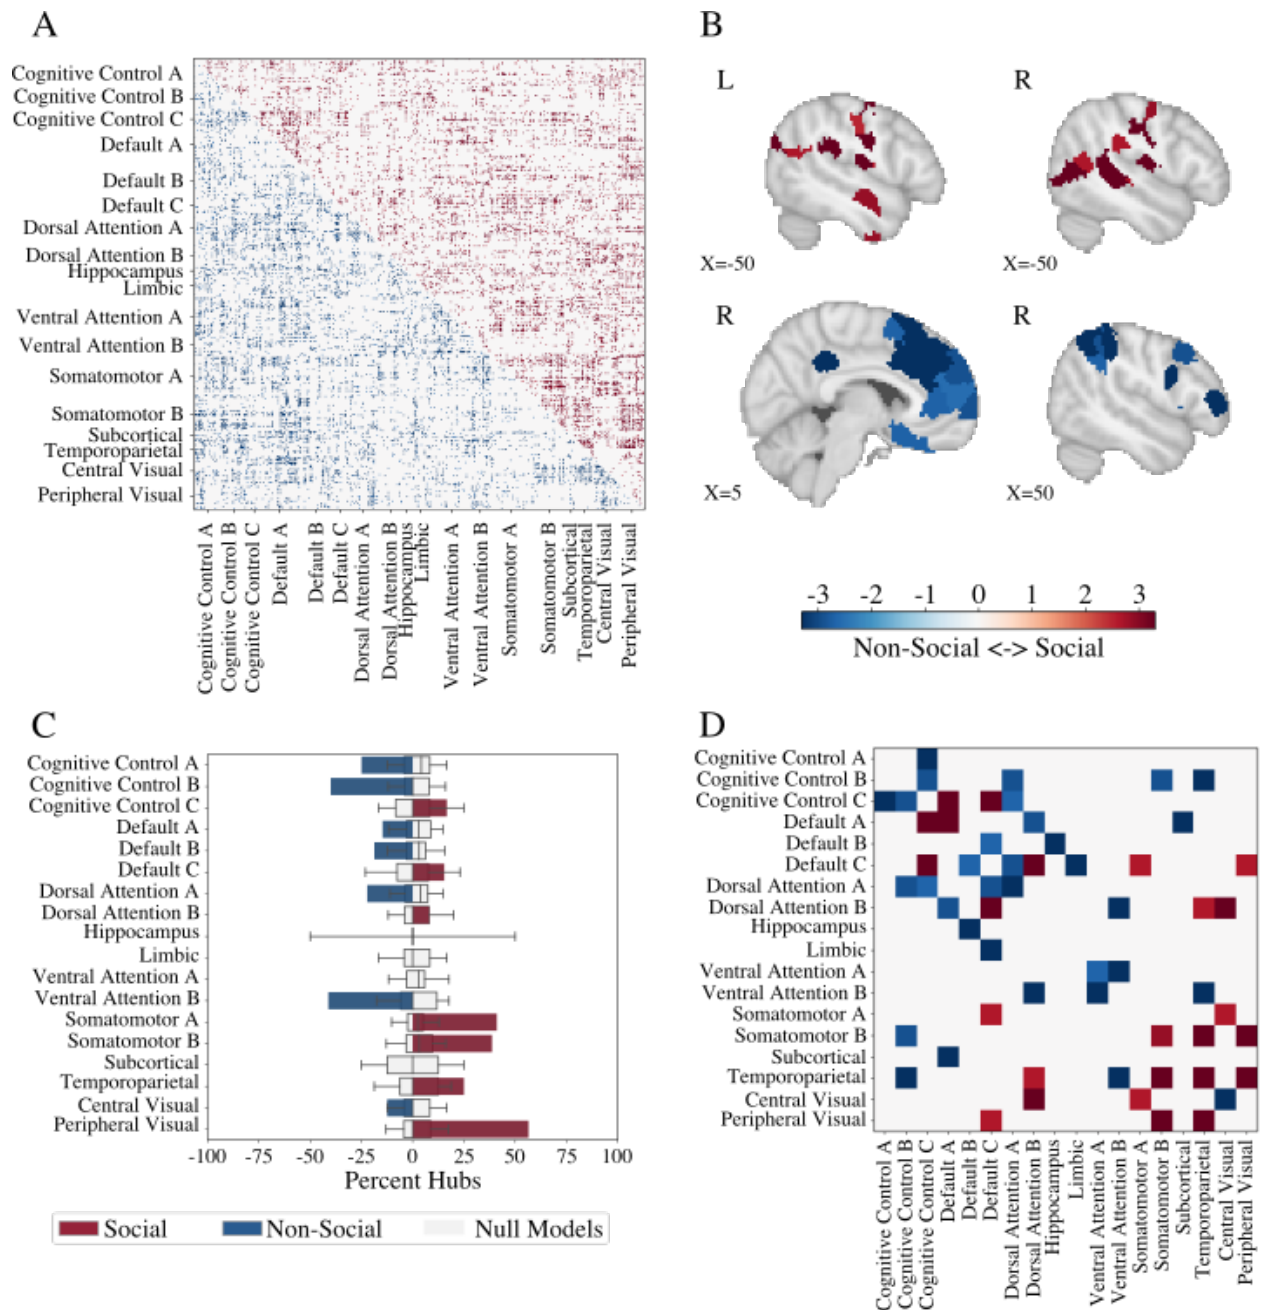 A
Cognitive Control A
Cognitive Control B
Cognitive Control C
Default A
Default B
Default C
Dorsal Attention A
Dorsal Attention B
Hippocampus
Limbic
Ventral Attention A
Ventral Attention B
Somatomotor A
Somatomotor B
Subcortical
Temporoparietal
Central Visual
Peripheral Visual
Cognitive Control A
Cognitive Control B
Cognitive Control C
Default A
Default B
Default C
Dorsal Attention A
Dorsal Attention B
Hippocampus
Limbic
Ventral Attention A
Ventral Attention B
Somatomotor A
Somatomotor B
Subcortical
Temporoparietal
Central Visual
Peripheral Visual
B
L
R
X=-50
X=-50
R
R
X=5
X=50
-3 -2 -1 0 1 2 3
Non-Social <-> Social
C
Cognitive Control A
Cognitive Control B
Cognitive Control C
Default A
Default B
Default C
Dorsal Attention A
Dorsal Attention B
Hippocampus
Limbic
Ventral Attention A
Ventral Attention B
Somatomotor A
Somatomotor B
Subcortical
Temporoparietal
Central Visual
Peripheral Visual
-100 -75 -50 -25 0 25 50 75 100
Percent Hubs
Social Non-Social Null Models
D
Cognitive Control A
Cognitive Control B
Cognitive Control C
Default A
Default B
Default C
Dorsal Attention A
Dorsal Attention B
Hippocampus
Limbic
Ventral Attention A
Ventral Attention B
Somatomotor A
Somatomotor B
Subcortical
Temporoparietal
Central Visual
Peripheral Visual
Cognitive Control A
Cognitive Control B
Cognitive Control C
Default A
Default B
Default C
Dorsal Attention A
Dorsal Attention B
Hippocampus
Limbic
Ventral Attention A
Ventral Attention B
Somatomotor A
Somatomotor B
Subcortical
Temporoparietal
Central Visual
Peripheral Visual